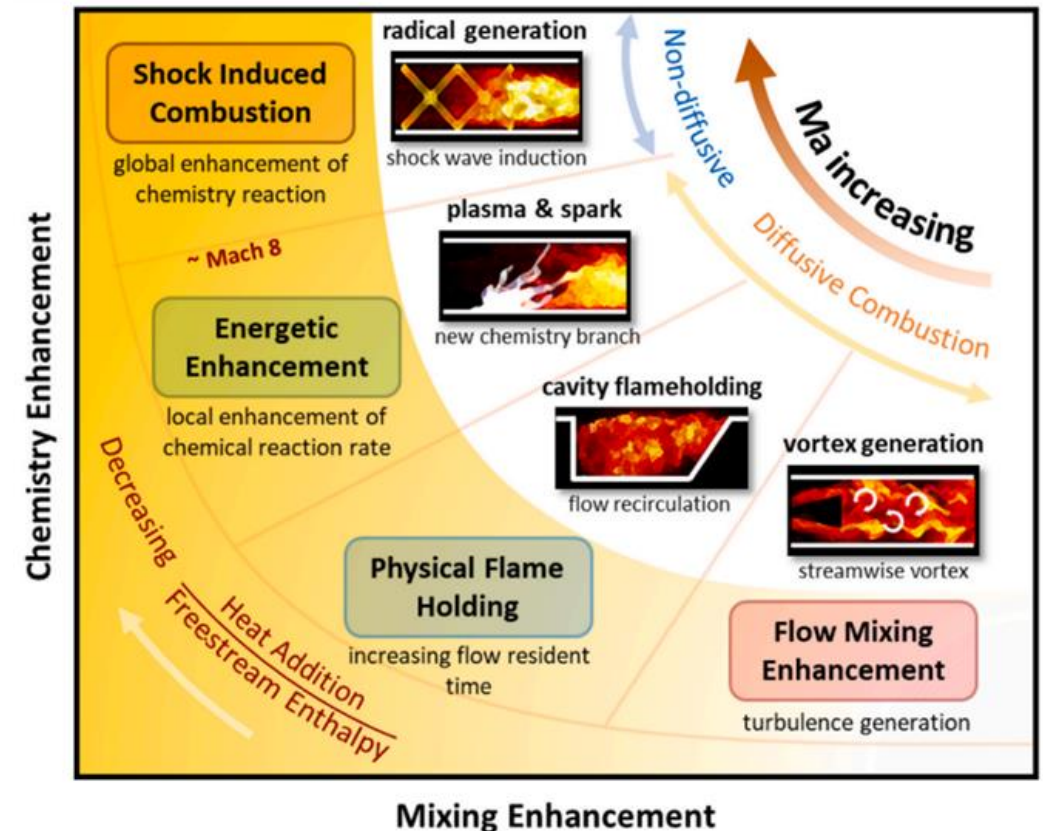 Chemistry Enhancement
Shock Induced
Combustion
global enhancement of
chemistry reaction
radical generation
shock wave induction
Non-diffusive
Ma increasing
~ Mach 8
plasma & spark
new chemistry branch
Diffusive Combustion
Energetic
Enhancement
local enhancement of
chemical reaction rate
cavity flameholding
flow recirculation
vortex generation
streamwise vortex
Decreasing
Heat Addition
Freestream Enthalpy
Physical Flame
Holding
increasing flow resident
time
Flow Mixing
Enhancement
turbulence generation
Mixing Enhancement